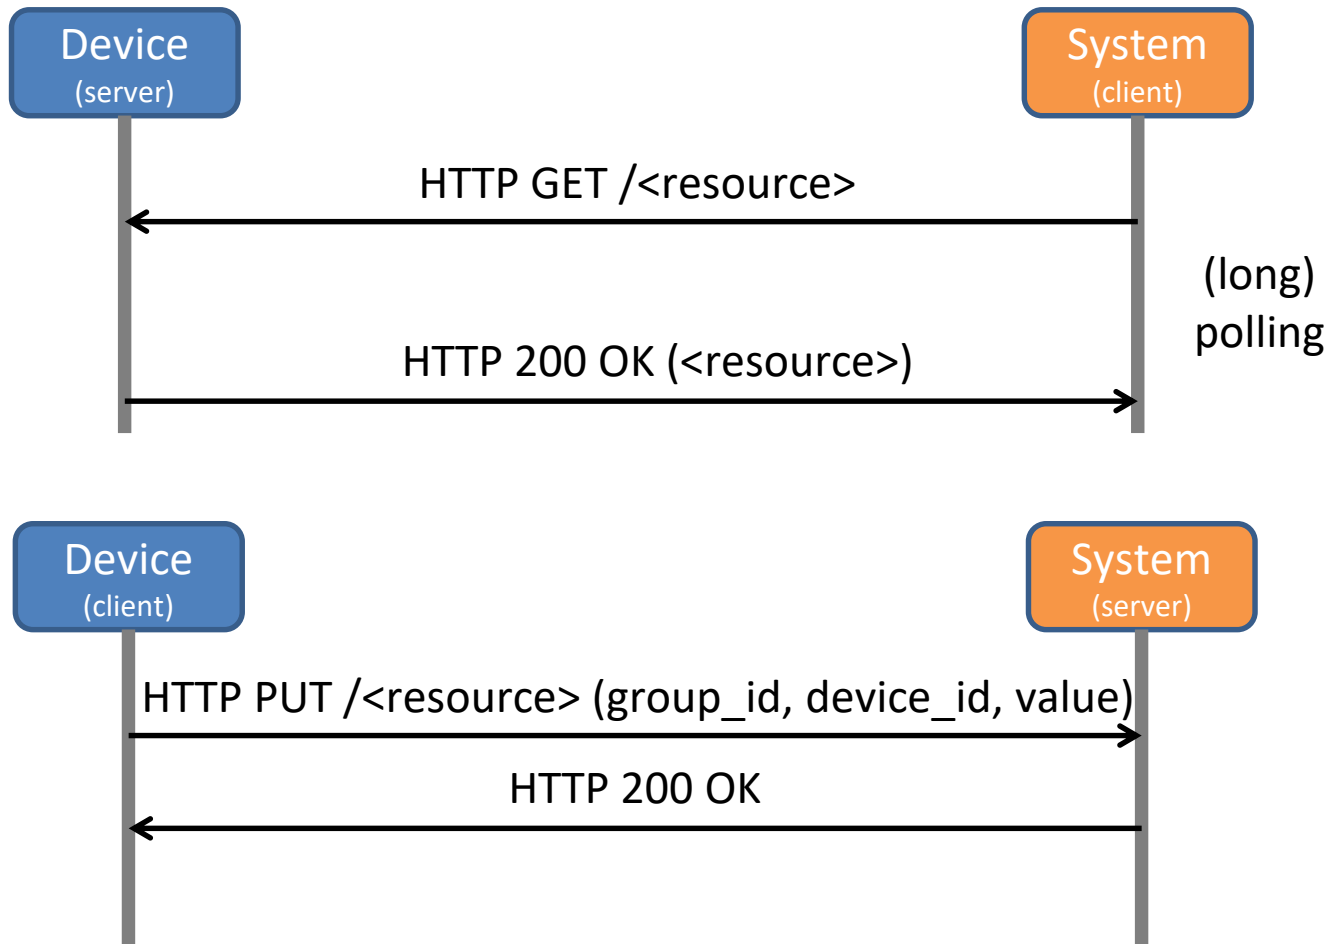 Device
(server)
System
(client)
HTTP GET /<resource>
(long)
polling
HTTP 200 OK (<resource>)
Device
(client)
System
(server)
HTTP PUT /<resource> (group_id, device_id, value)
HTTP 200 OK